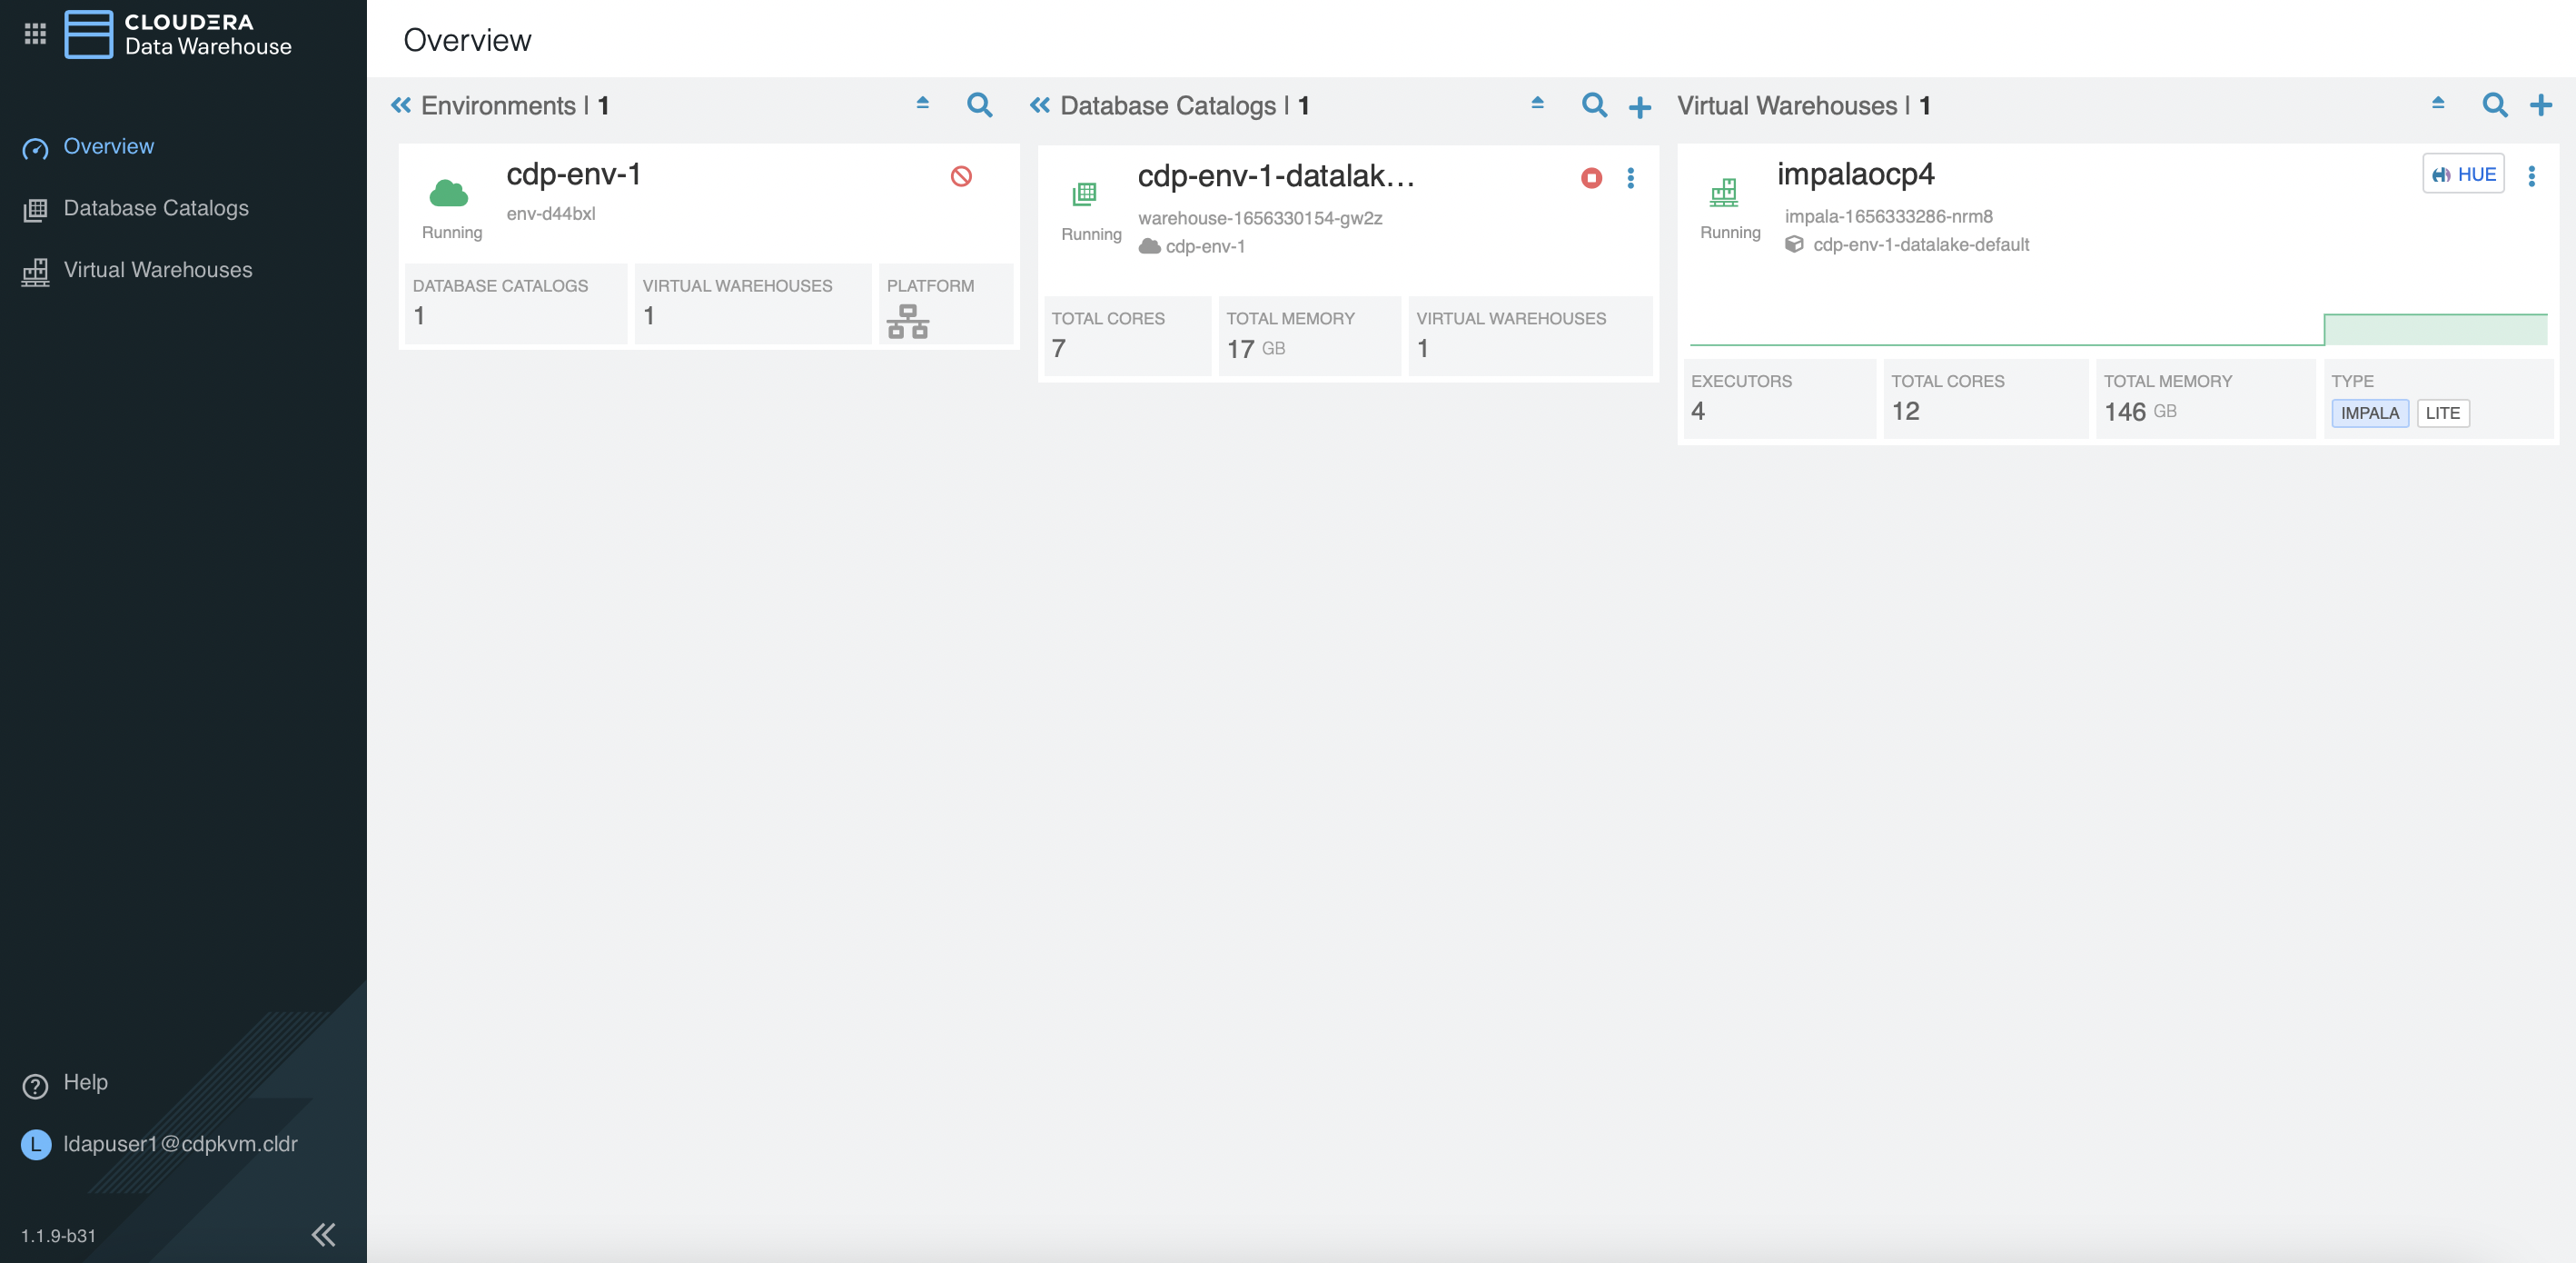 CLOUDERA
Data Warehouse
Overview
Database Catalogs
Virtual Warehouses
Help
L ldapuser1@cdpkvm.cldr
1.1.9-b31
Overview
Environments | 1
cdp-env-1
env-d44bxl
Running
DATABASE CATALOGS
1
VIRTUAL WAREHOUSES
1
PLATFORM
Database Catalogs | 1
cdp-env-1-datalak...
warehouse-1656330154-gw2z
Running
cdp-env-1
TOTAL CORES
7
TOTAL MEMORY
17 GB
VIRTUAL WAREHOUSES
1
Virtual Warehouses | 1
impalaocp4
HUE
impala-1656333286-nrm8
Running
cdp-env-1-datalake-default
EXECUTORS
4
TOTAL CORES
12
TOTAL MEMORY
146 GB
TYPE
IMPALA LITE